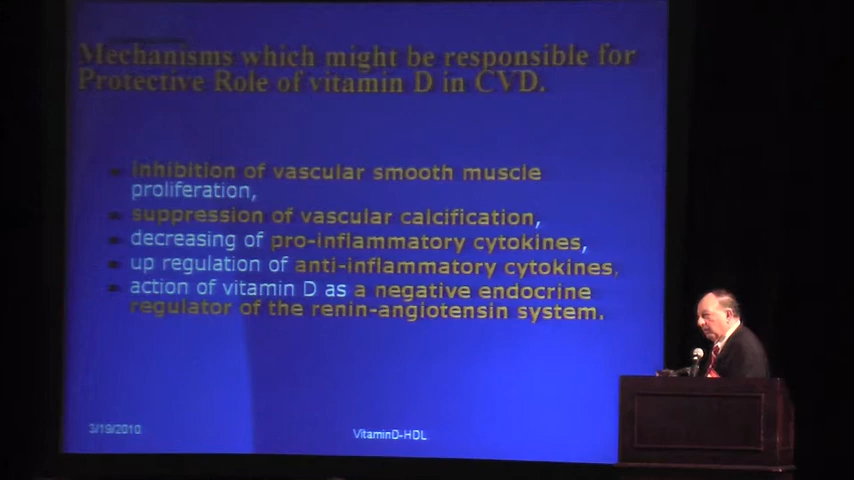 Mechanisms which might be responsible for
Protective Role of vitamin D in CVD.
inhibition of vascular smooth muscle
proliferation,
suppression of vascular calcification,
decreasing of pro-inflammatory cytokines,
up regulation of anti-inflammatory cytokines,
action of vitamin D as a negative endocrine
regulator of the renin-angiotensin system.
3/19/2010
VitaminD-HDL